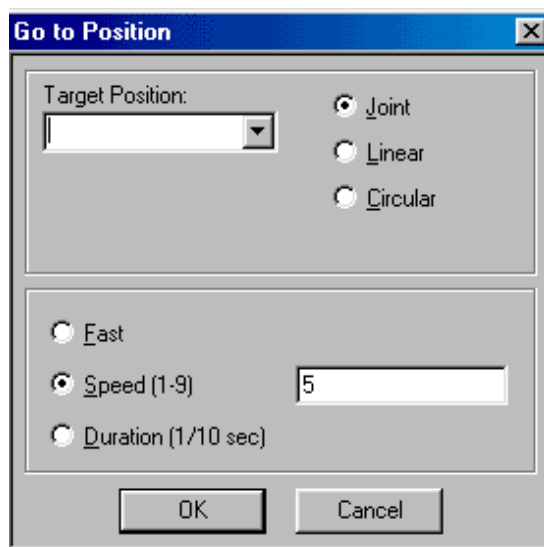 Go to Position
Target Position:
Joint
Linear
Circular
Fast
Speed (1-9)
5
Duration (1/10 sec)
OK
Cancel